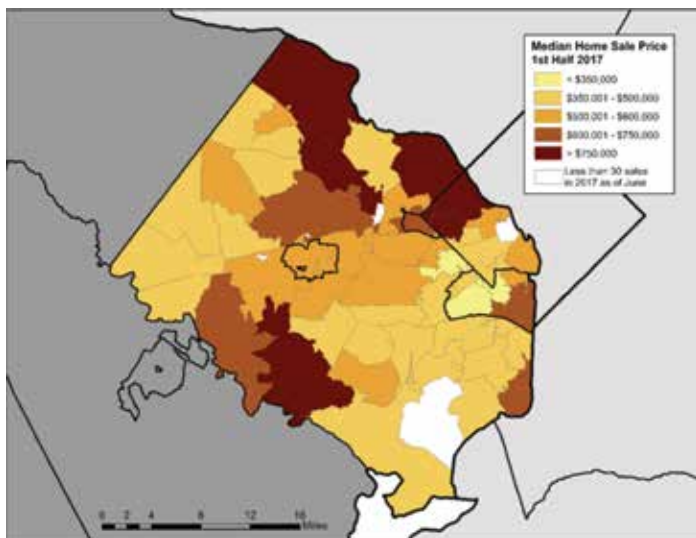 Median Home Sale Price
1st Half 2017
< $350,000
$350,001 - $500,000
$500,001 - $600,000
$600,001 - $750,000
> $750,000
Less than 30 sales
in 2017 as of June
0 2 4 8 12 16
Miles